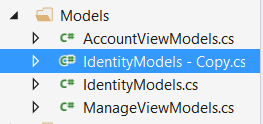 Models
C# AccountViewModels.cs
C# IdentityModels - Copy.cs
C# IdentityModels.cs
C# ManageViewModels.cs